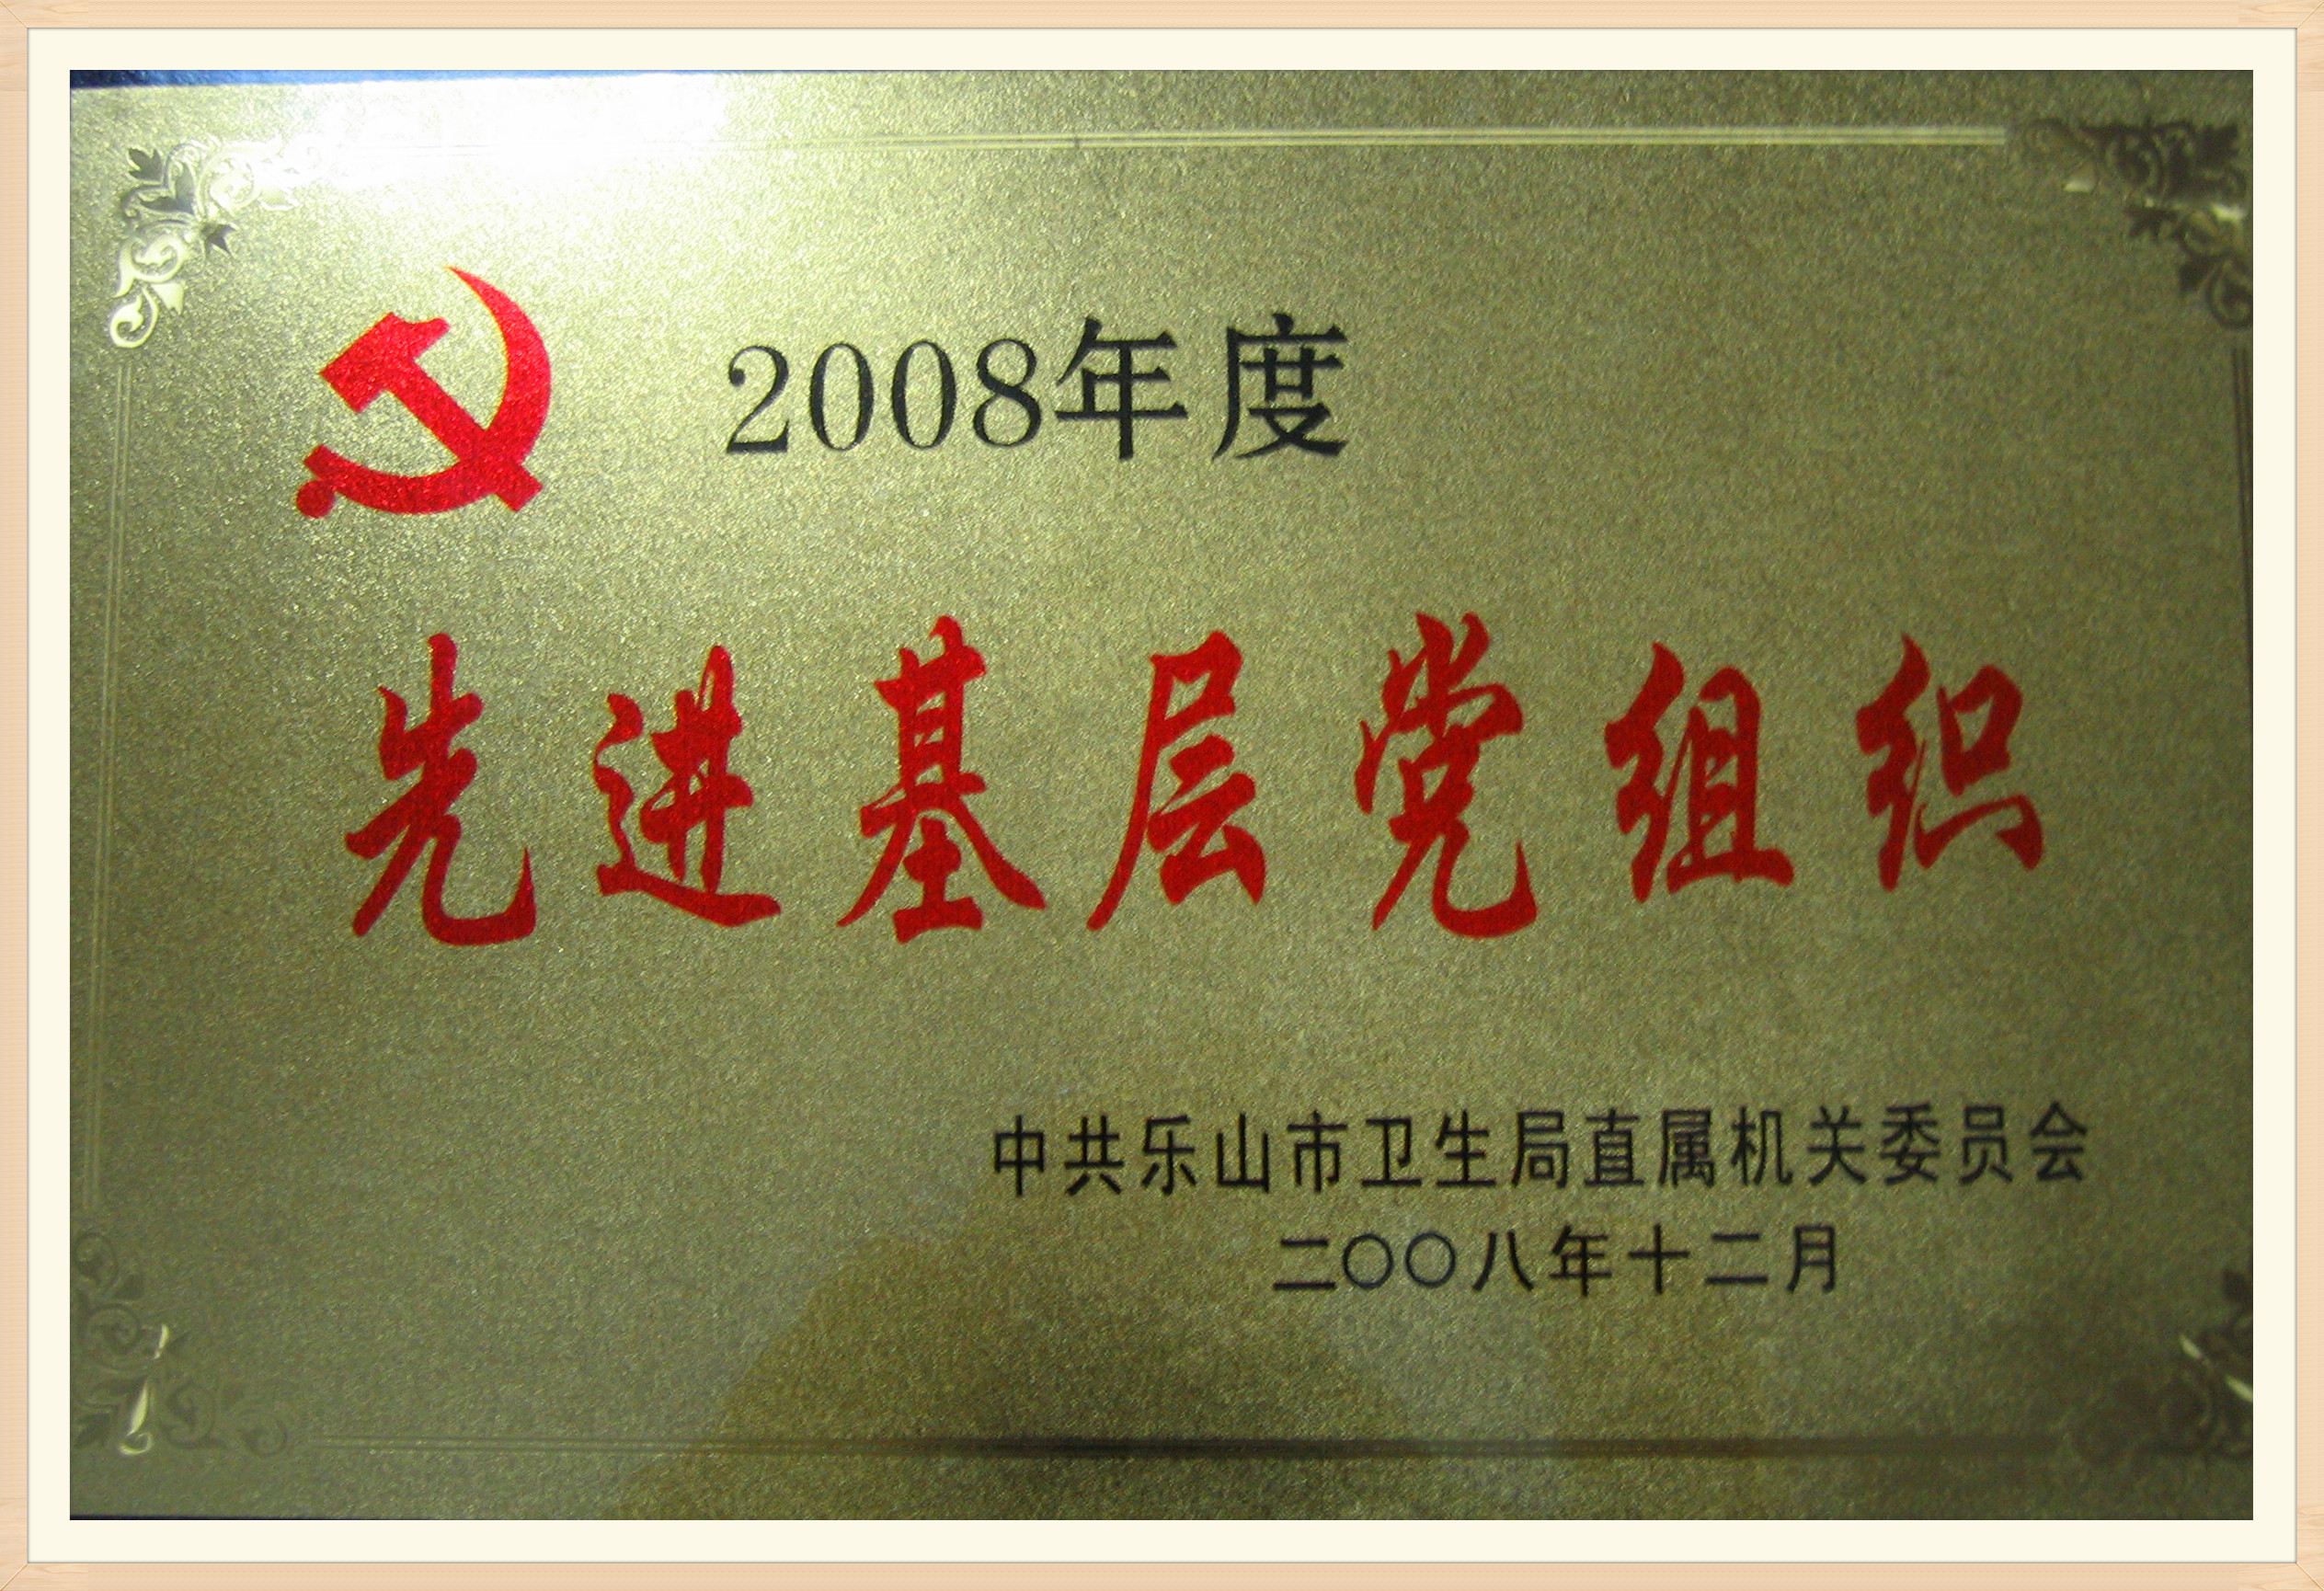 2008年度
先进基层党组织
中共乐山市卫生局直属机关委员会
二〇〇八年十二月